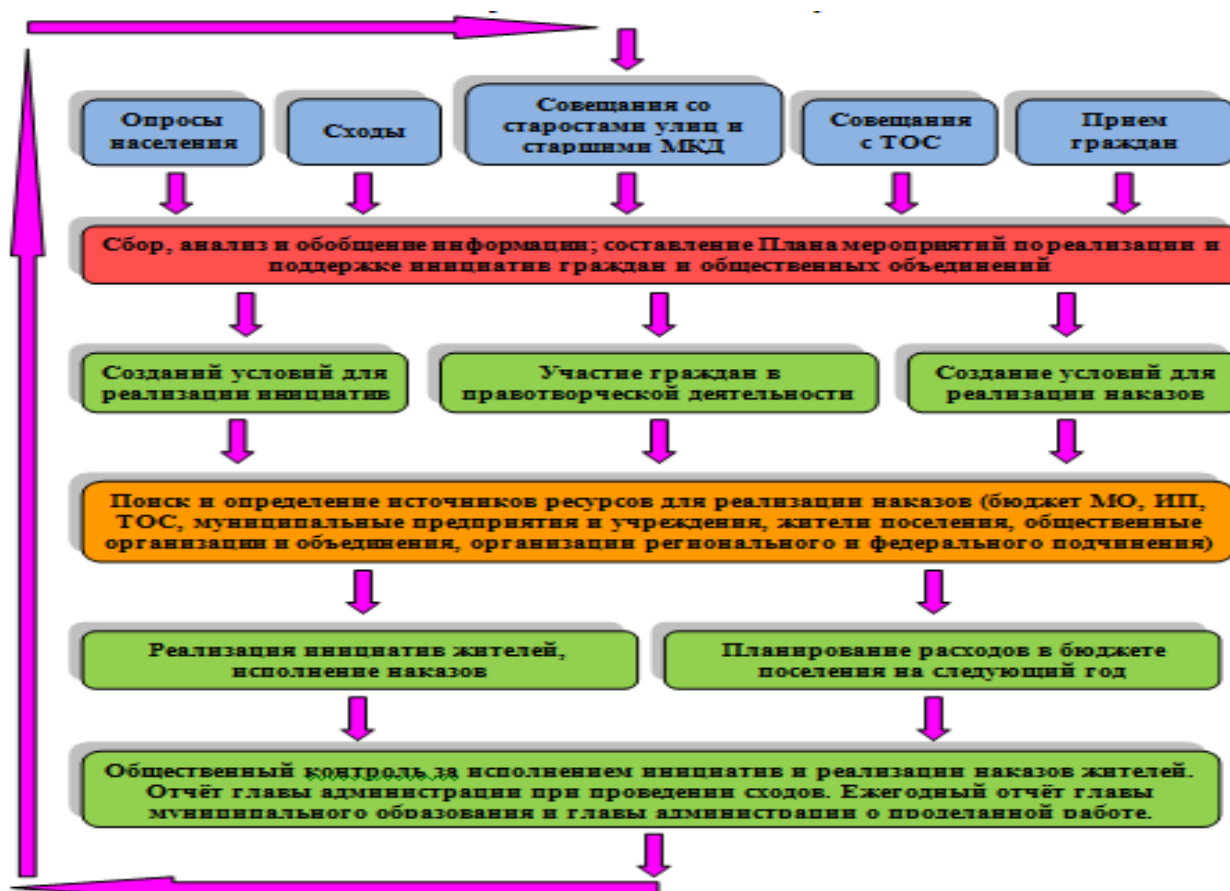 Опросы
населения
Сходы
Совещания со
старостами улиц и
старшими МКД
Совещания
с ТОС
Прием
граждан
Сбор, анализ и обобщение информации; составление Плана мероприятий по реализации и
поддержке инициатив граждан и общественных объединений
Созданий условий для
реализации инициатив
Участие граждан в
правотворческой деятельности
Создание условий для
реализации наказов
Поиск и определение источников ресурсов для реализации наказов (бюджет МО, ИП,
ТОС, муниципальные предприятия и учреждения, жители поселения, общественные
организации и объединения, организации регионального и федерального подчинения)
Реализация инициатив жителей,
исполнение наказов
Планирование расходов в бюджете
поселения на следующий год
Общественный контроль за исполнением инициатив и реализации наказов жителей.
Отчёт главы администрации при проведении сходов. Ежегодный отчёт главы
муниципального образования и главы администрации о проделанной работе.